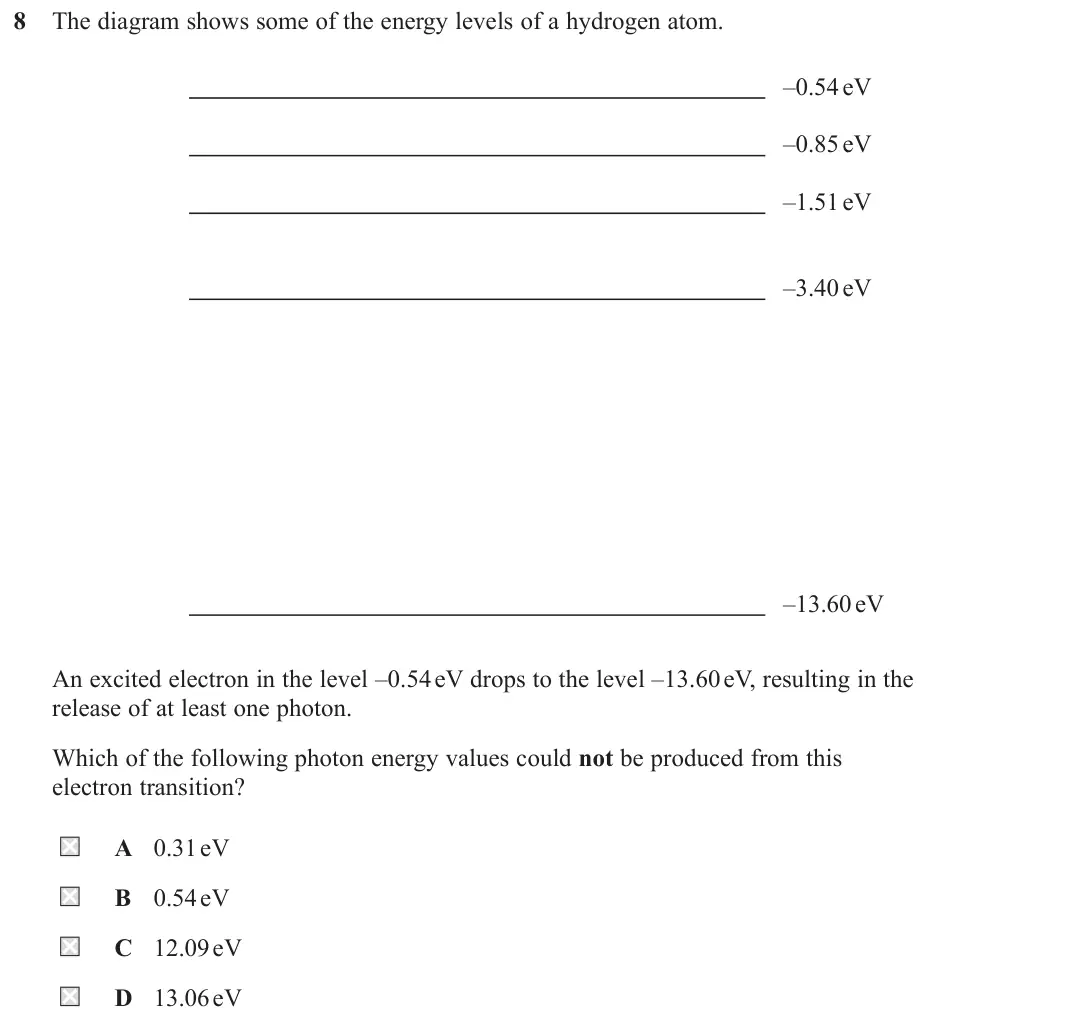 8 The diagram shows some of the energy levels of a hydrogen atom.
–0.54 eV
–0.85 eV
–1.51 eV
–3.40 eV
–13.60 eV
An excited electron in the level –0.54 eV drops to the level –13.60 eV, resulting in the
release of at least one photon.
Which of the following photon energy values could not be produced from this
electron transition?
A 0.31 eV
B 0.54 eV
C 12.09 eV
D 13.06 eV